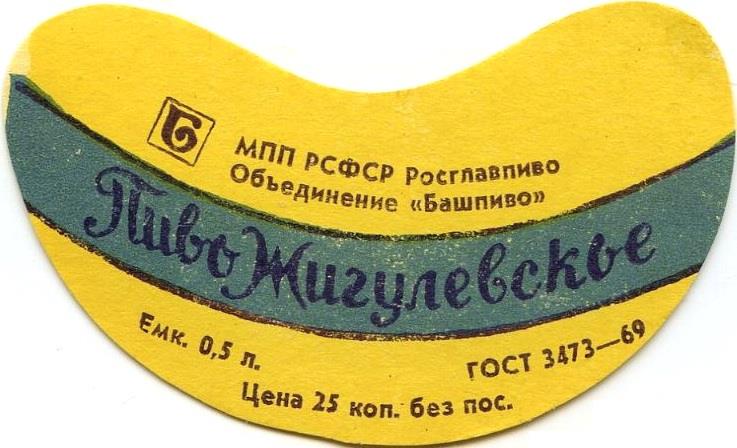 Б
МПП РСФСР Росглавпиво
Объединение «Башпиво»
Пиво Жигулевское
Емк. 0,5 л.
ГОСТ 3473—69
Цена 25 коп. без пос.